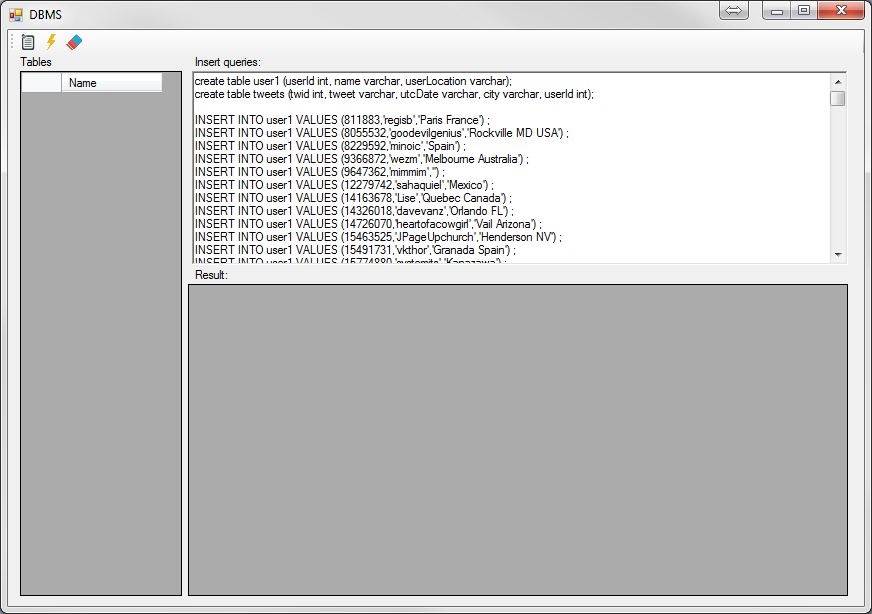 DBMS
Tables
Name
Insert queries:
create table user1 (userId int, name varchar, userLocation varchar);
create table tweets (twid int, tweet varchar, utcDate varchar, city varchar, userId int);
INSERT INTO user1 VALUES (811883,'regisb','Paris France') ;
INSERT INTO user1 VALUES (8055532,'goodevilgenius','Rockville MD USA') ;
INSERT INTO user1 VALUES (8229592,'minoic','Spain') ;
INSERT INTO user1 VALUES (9366872,'wezm','Melbourne Australia') ;
INSERT INTO user1 VALUES (9647362,'mimmim','') ;
INSERT INTO user1 VALUES (12279742,'sahaquiel','Mexico') ;
INSERT INTO user1 VALUES (14163678,'Lise','Quebec Canada') ;
INSERT INTO user1 VALUES (14326018,'davevanz','Orlando FL') ;
INSERT INTO user1 VALUES (14726070,'heartofacowgirl','Vail Arizona') ;
INSERT INTO user1 VALUES (15463525,'JPageUpchurch','Henderson NV') ;
INSERT INTO user1 VALUES (15491731,'vkthor','Granada Spain') ;
INSERT INTO user1 VALUES
Result: